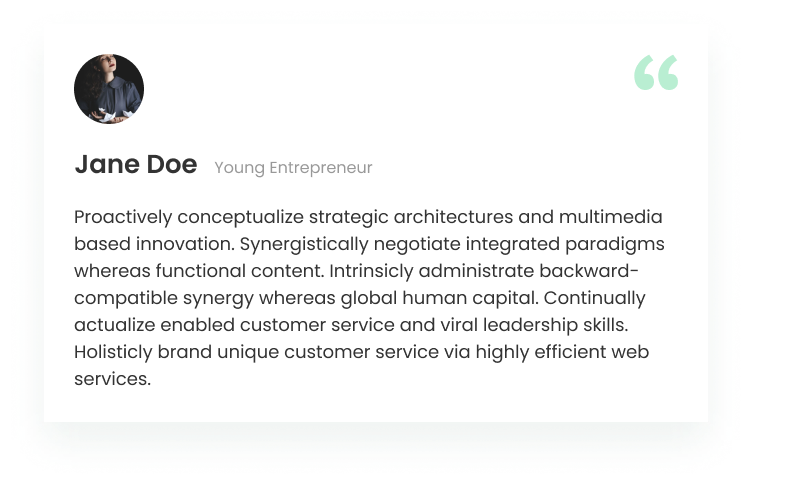 “
Jane Doe Young Entrepreneur
Proactively conceptualize strategic architectures and multimedia
based innovation. Synergistically negotiate integrated paradigms
whereas functional content. Intrinsicly administrate backward-
compatible synergy whereas global human capital. Continually
actualize enabled customer service and viral leadership skills.
Holisticly brand unique customer service via highly efficient web
services.